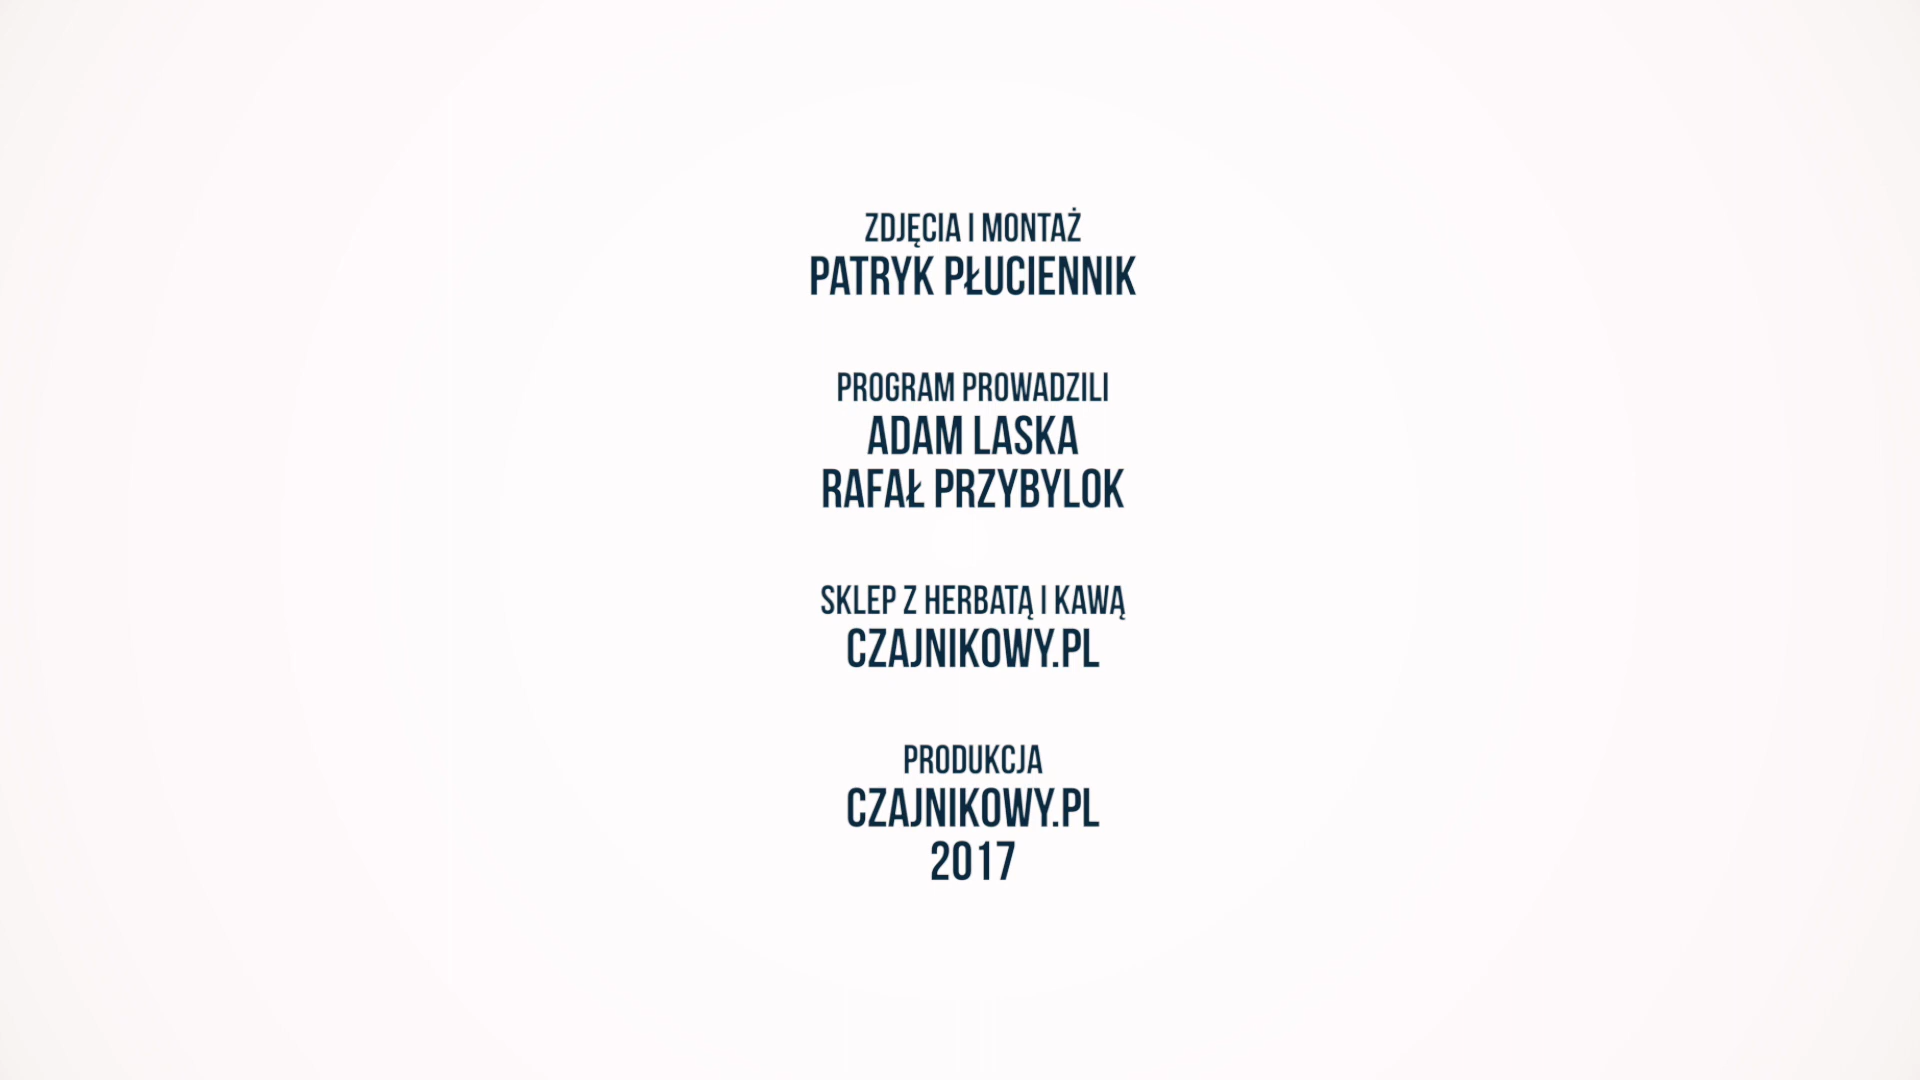 ZDJĘCIA I MONTAŻ
PATRYK PŁUCIENNIK
PROGRAM PROWADZILI
ADAM LASKA
RAFAŁ PRZYBYLOK
SKLEP Z HERBATĄ I KAWĄ
CZAJNIKOWY.PL
PRODUKCJA
CZAJNIKOWY.PL
2017